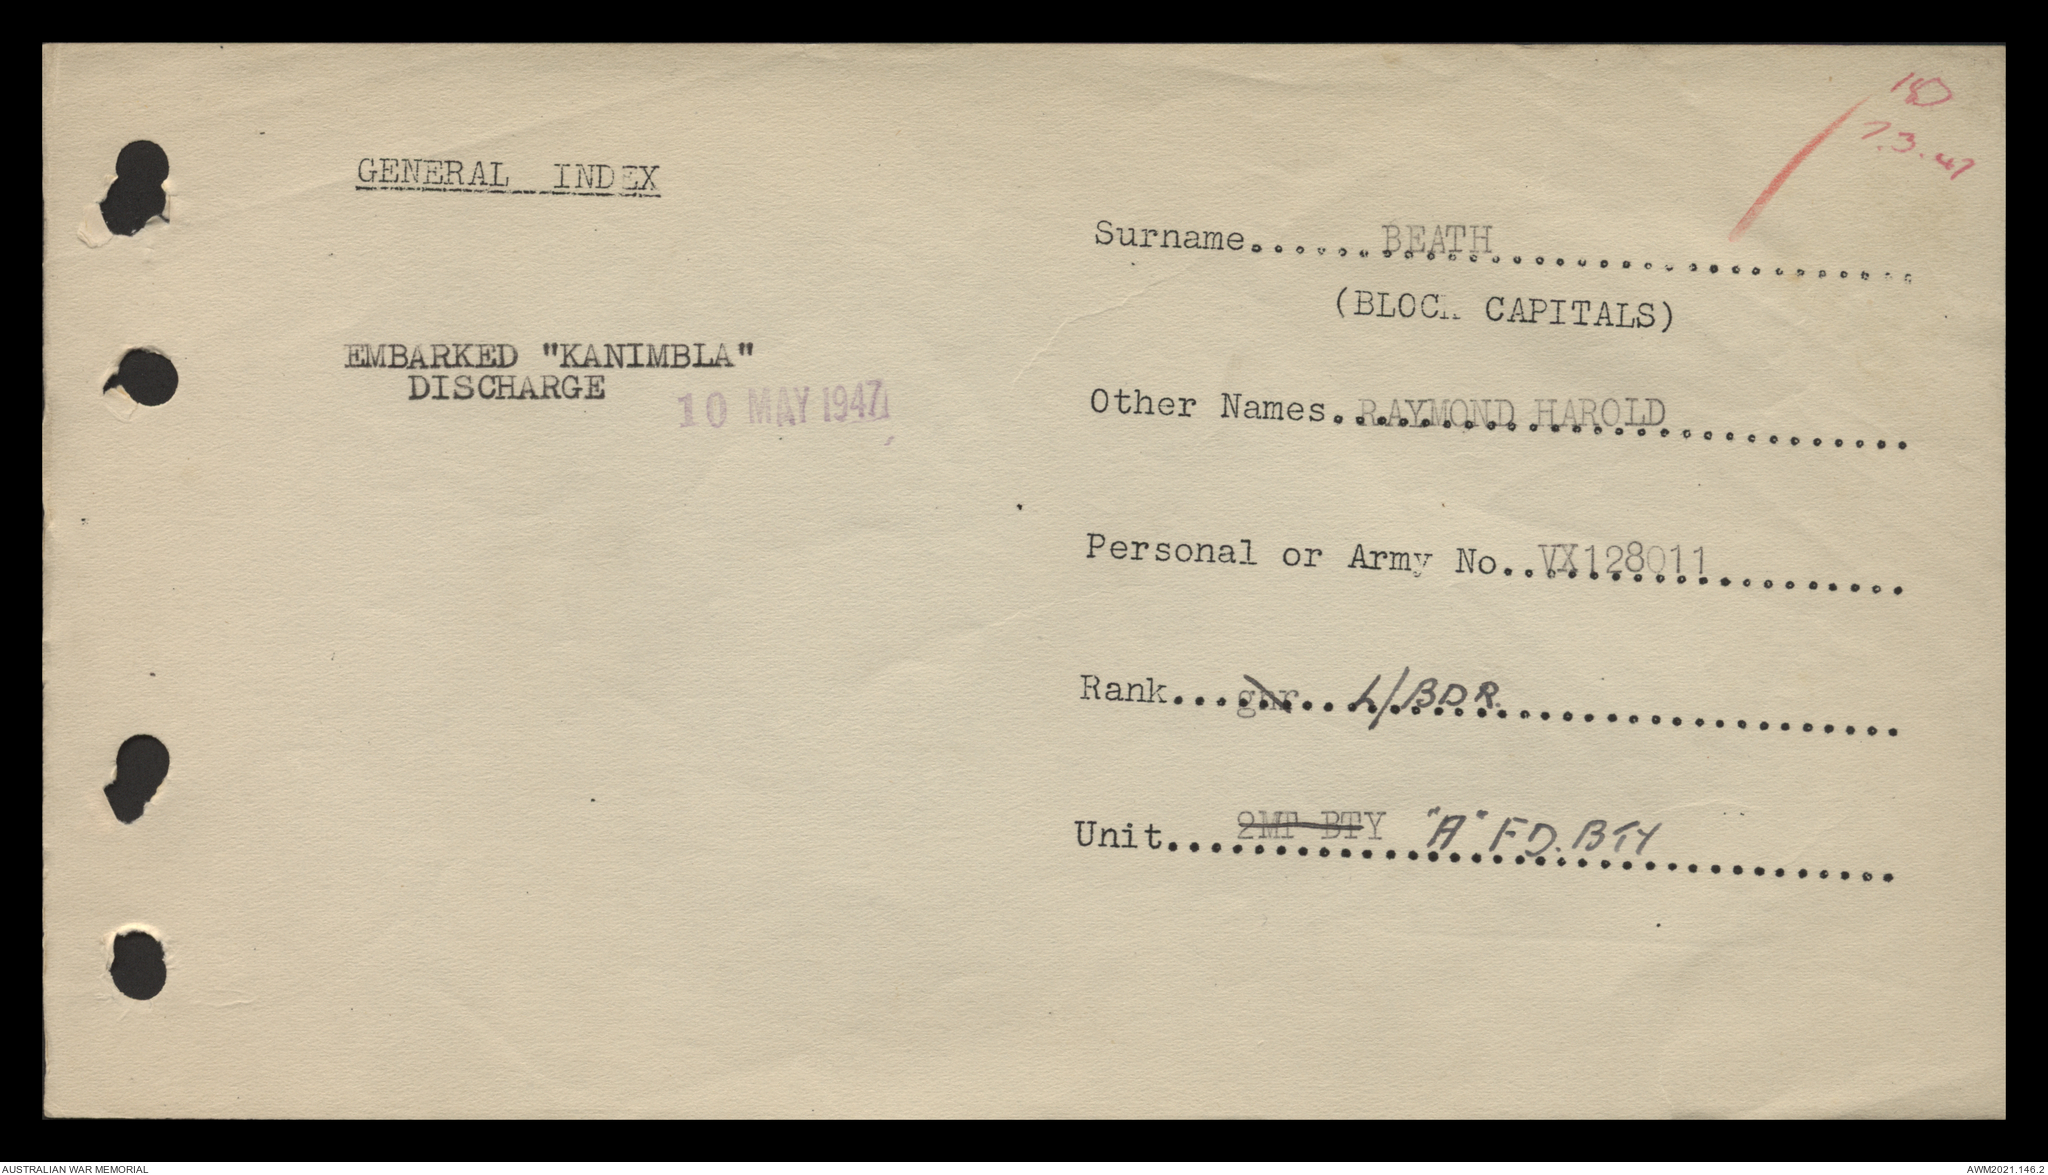 7.3.47
GENERAL INDEX
Surname......BEATH...............................
(BLOCK CAPITALS)
EMBARKED "KANIMBLA"
DISCHARGE
10 MAY 1947
Other Names..RAYMOND HAROLD...........................
Personal or Army No..VX128011...................
Rank...gnr..L/BDR....................................
Unit....2MT BTY "A" FD. BTY..................................
AUSTRALIAN WAR MEMORIAL
AWM2021.146.2